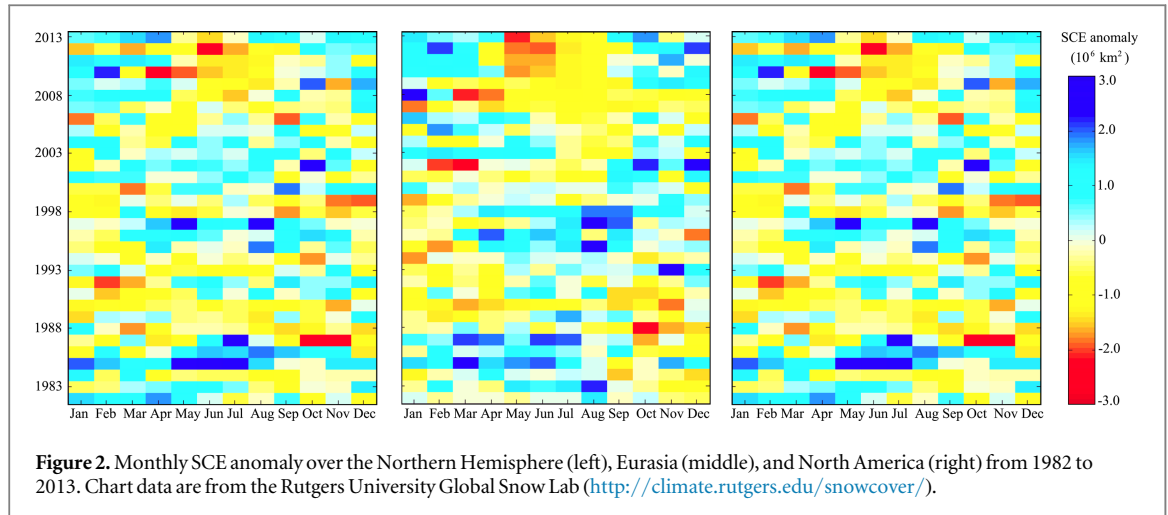 SCE anomaly
(10⁶ km²)
2013
2008
2003
1998
1993
1988
1983
3.0
2.0
1.0
0
-1.0
-2.0
-3.0
Jan Feb Mar Apr May Jun Jul Aug Sep Oct Nov Dec
Jan Feb Mar Apr May Jun Jul Aug Sep Oct Nov Dec
Jan Feb Mar Apr May Jun Jul Aug Sep Oct Nov Dec
Figure 2. Monthly SCE anomaly over the Northern Hemisphere (left), Eurasia (middle), and North America (right) from 1982 to
2013. Chart data are from the Rutgers University Global Snow Lab (http://climate.rutgers.edu/snowcover/).